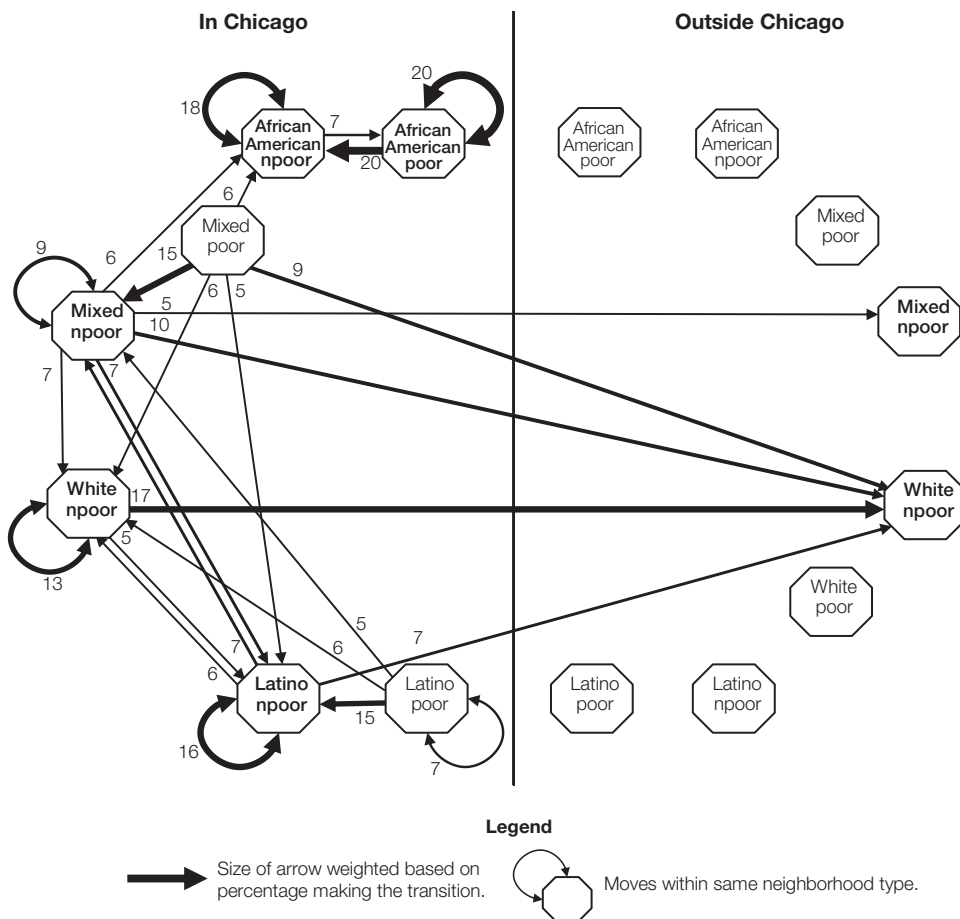 In Chicago
Outside Chicago
20
18
African
American
npoor
7
African
American
poor
20
African
American
poor
African
American
npoor
6
Mixed
poor
Mixed
poor
9
6
15
6
5
9
Mixed
npoor
5
10
Mixed
npoor
7
7
White
npoor
17
5
White
npoor
13
White
poor
5
7
6
7
6
Latino
npoor
15
Latino
poor
Latino
poor
Latino
npoor
16
7
Legend
Size of arrow weighted based on
percentage making the transition.
Moves within same neighborhood type.